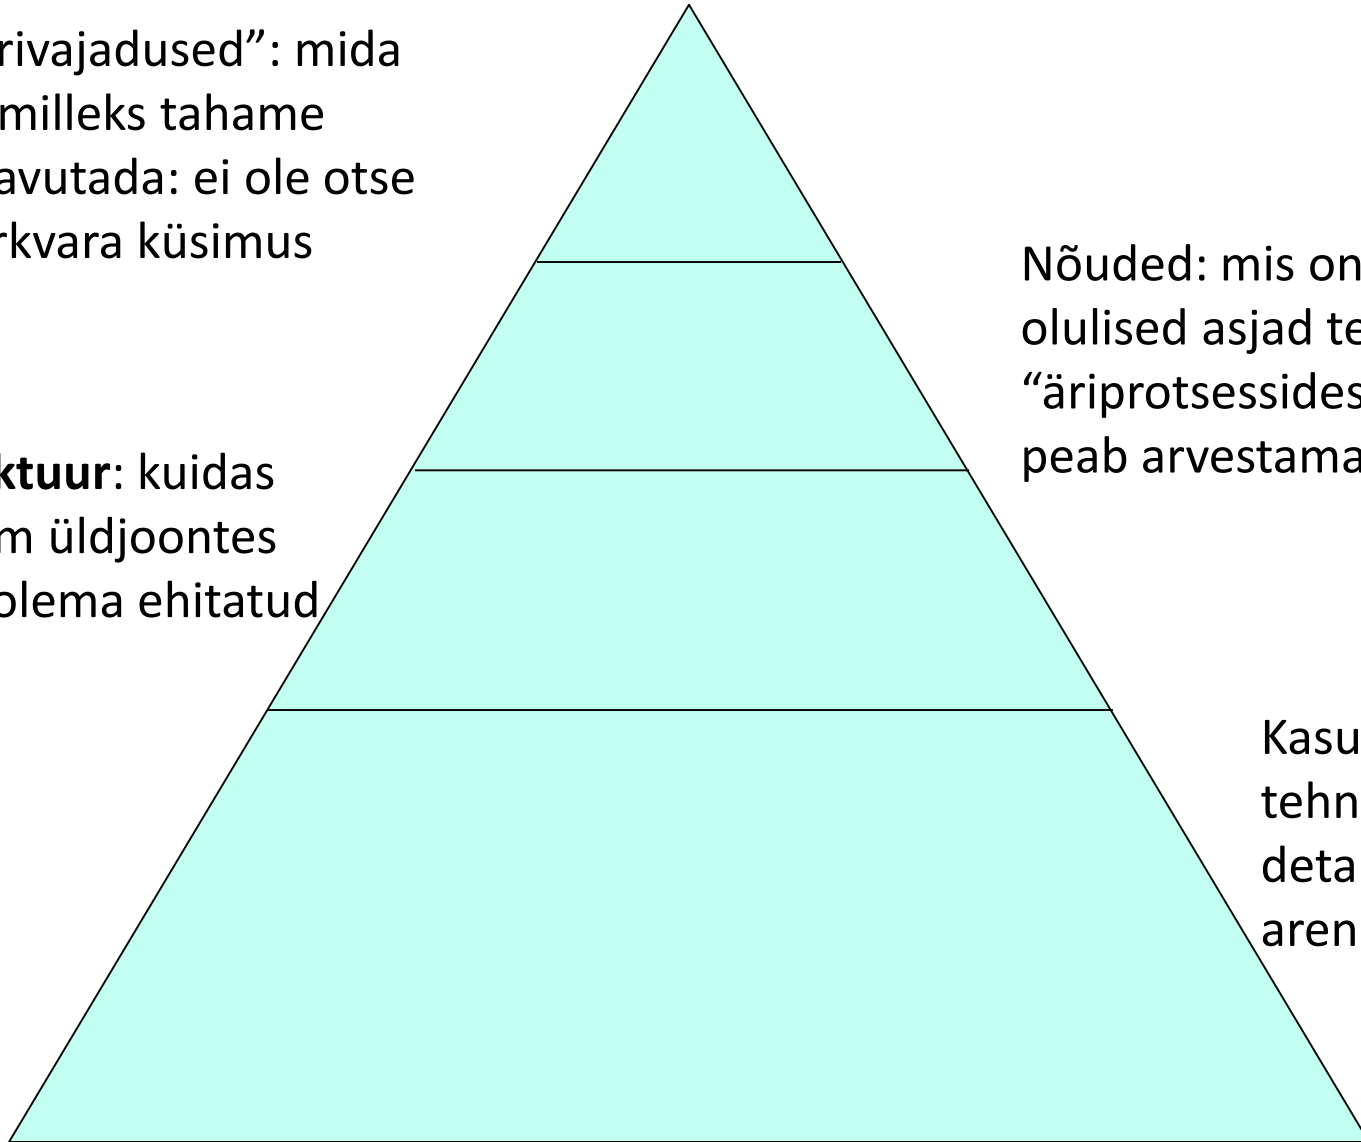 rivajadused”: mida
milleks tahame
avutada: ei ole otse
rkvara küsimus
Nõuded: mis on
olulised asjad te
“äriprotsessides
peab arvestama
ktuur: kuidas
m üldjoontes
olema ehitatud
Kasu
tehn
deta
aren